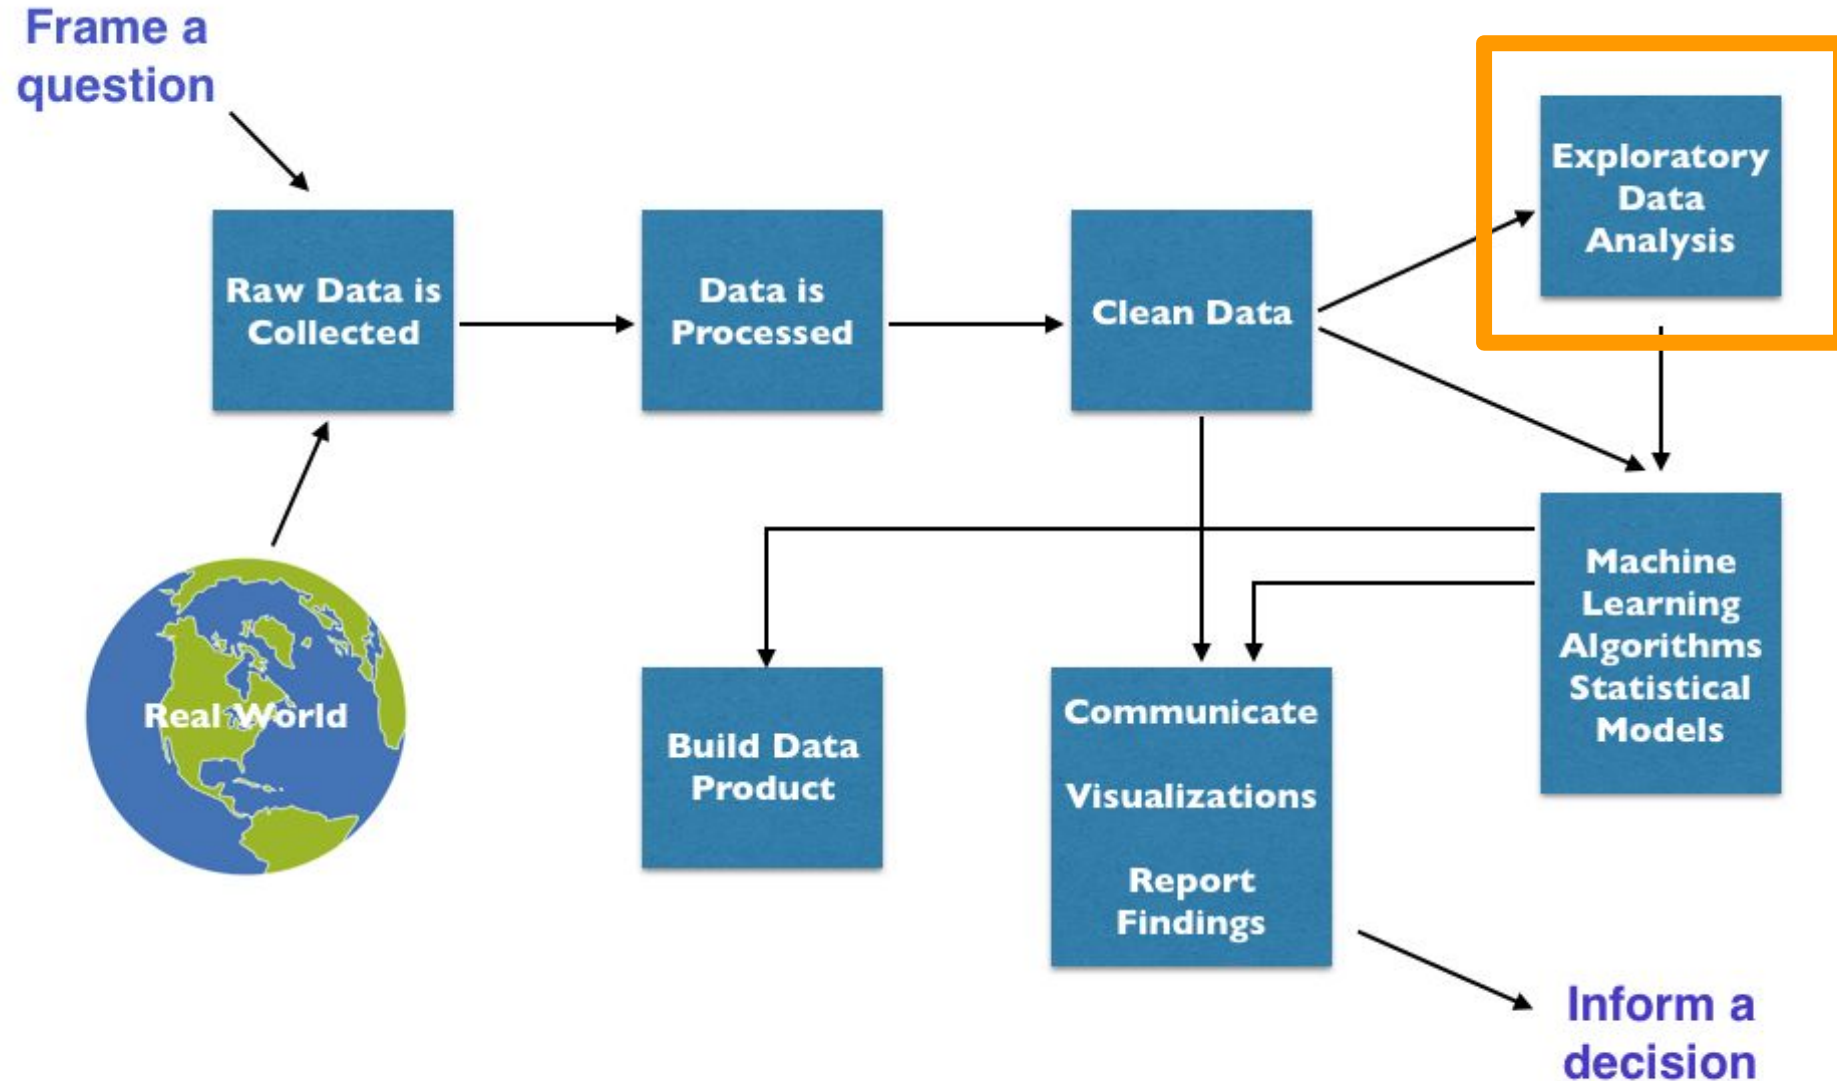 Frame a
question
Raw Data is
Collected
Data is
Processed
Clean Data
Exploratory
Data
Analysis
Machine
Learning
Algorithms
Statistical
Models
Real World
Build Data
Product
Communicate
Visualizations
Report
Findings
Inform a
decision